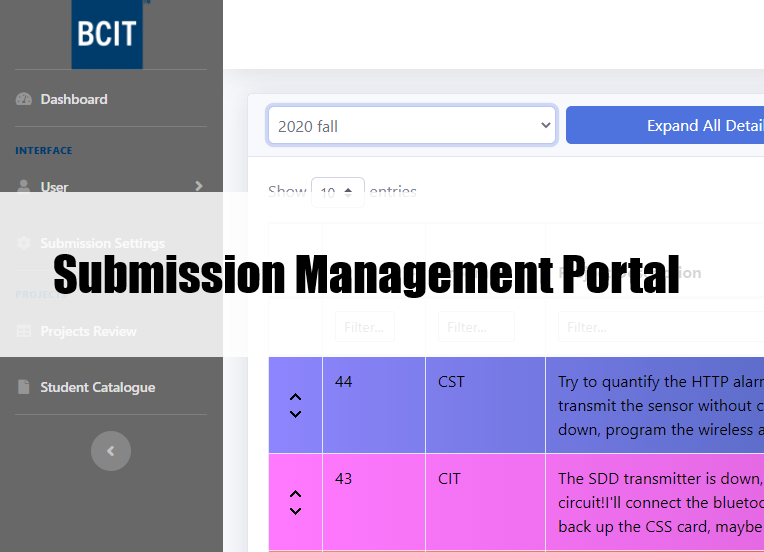 BCIT
Dashboard
INTERFACE
User
Submission Settings
PROJECTS
Projects Review
Student Catalogue
2020 fall
Expand All Detai
Show 10 entries
Submission Management Portal
Filter...
Filter...
Filter...
44
CST
Try to quantify the HTTP alarm
transmit the sensor without c
down, program the wireless a
43
CIT
The SDD transmitter is down,
circuit!I'll connect the bluetoo
back up the CSS card, maybe